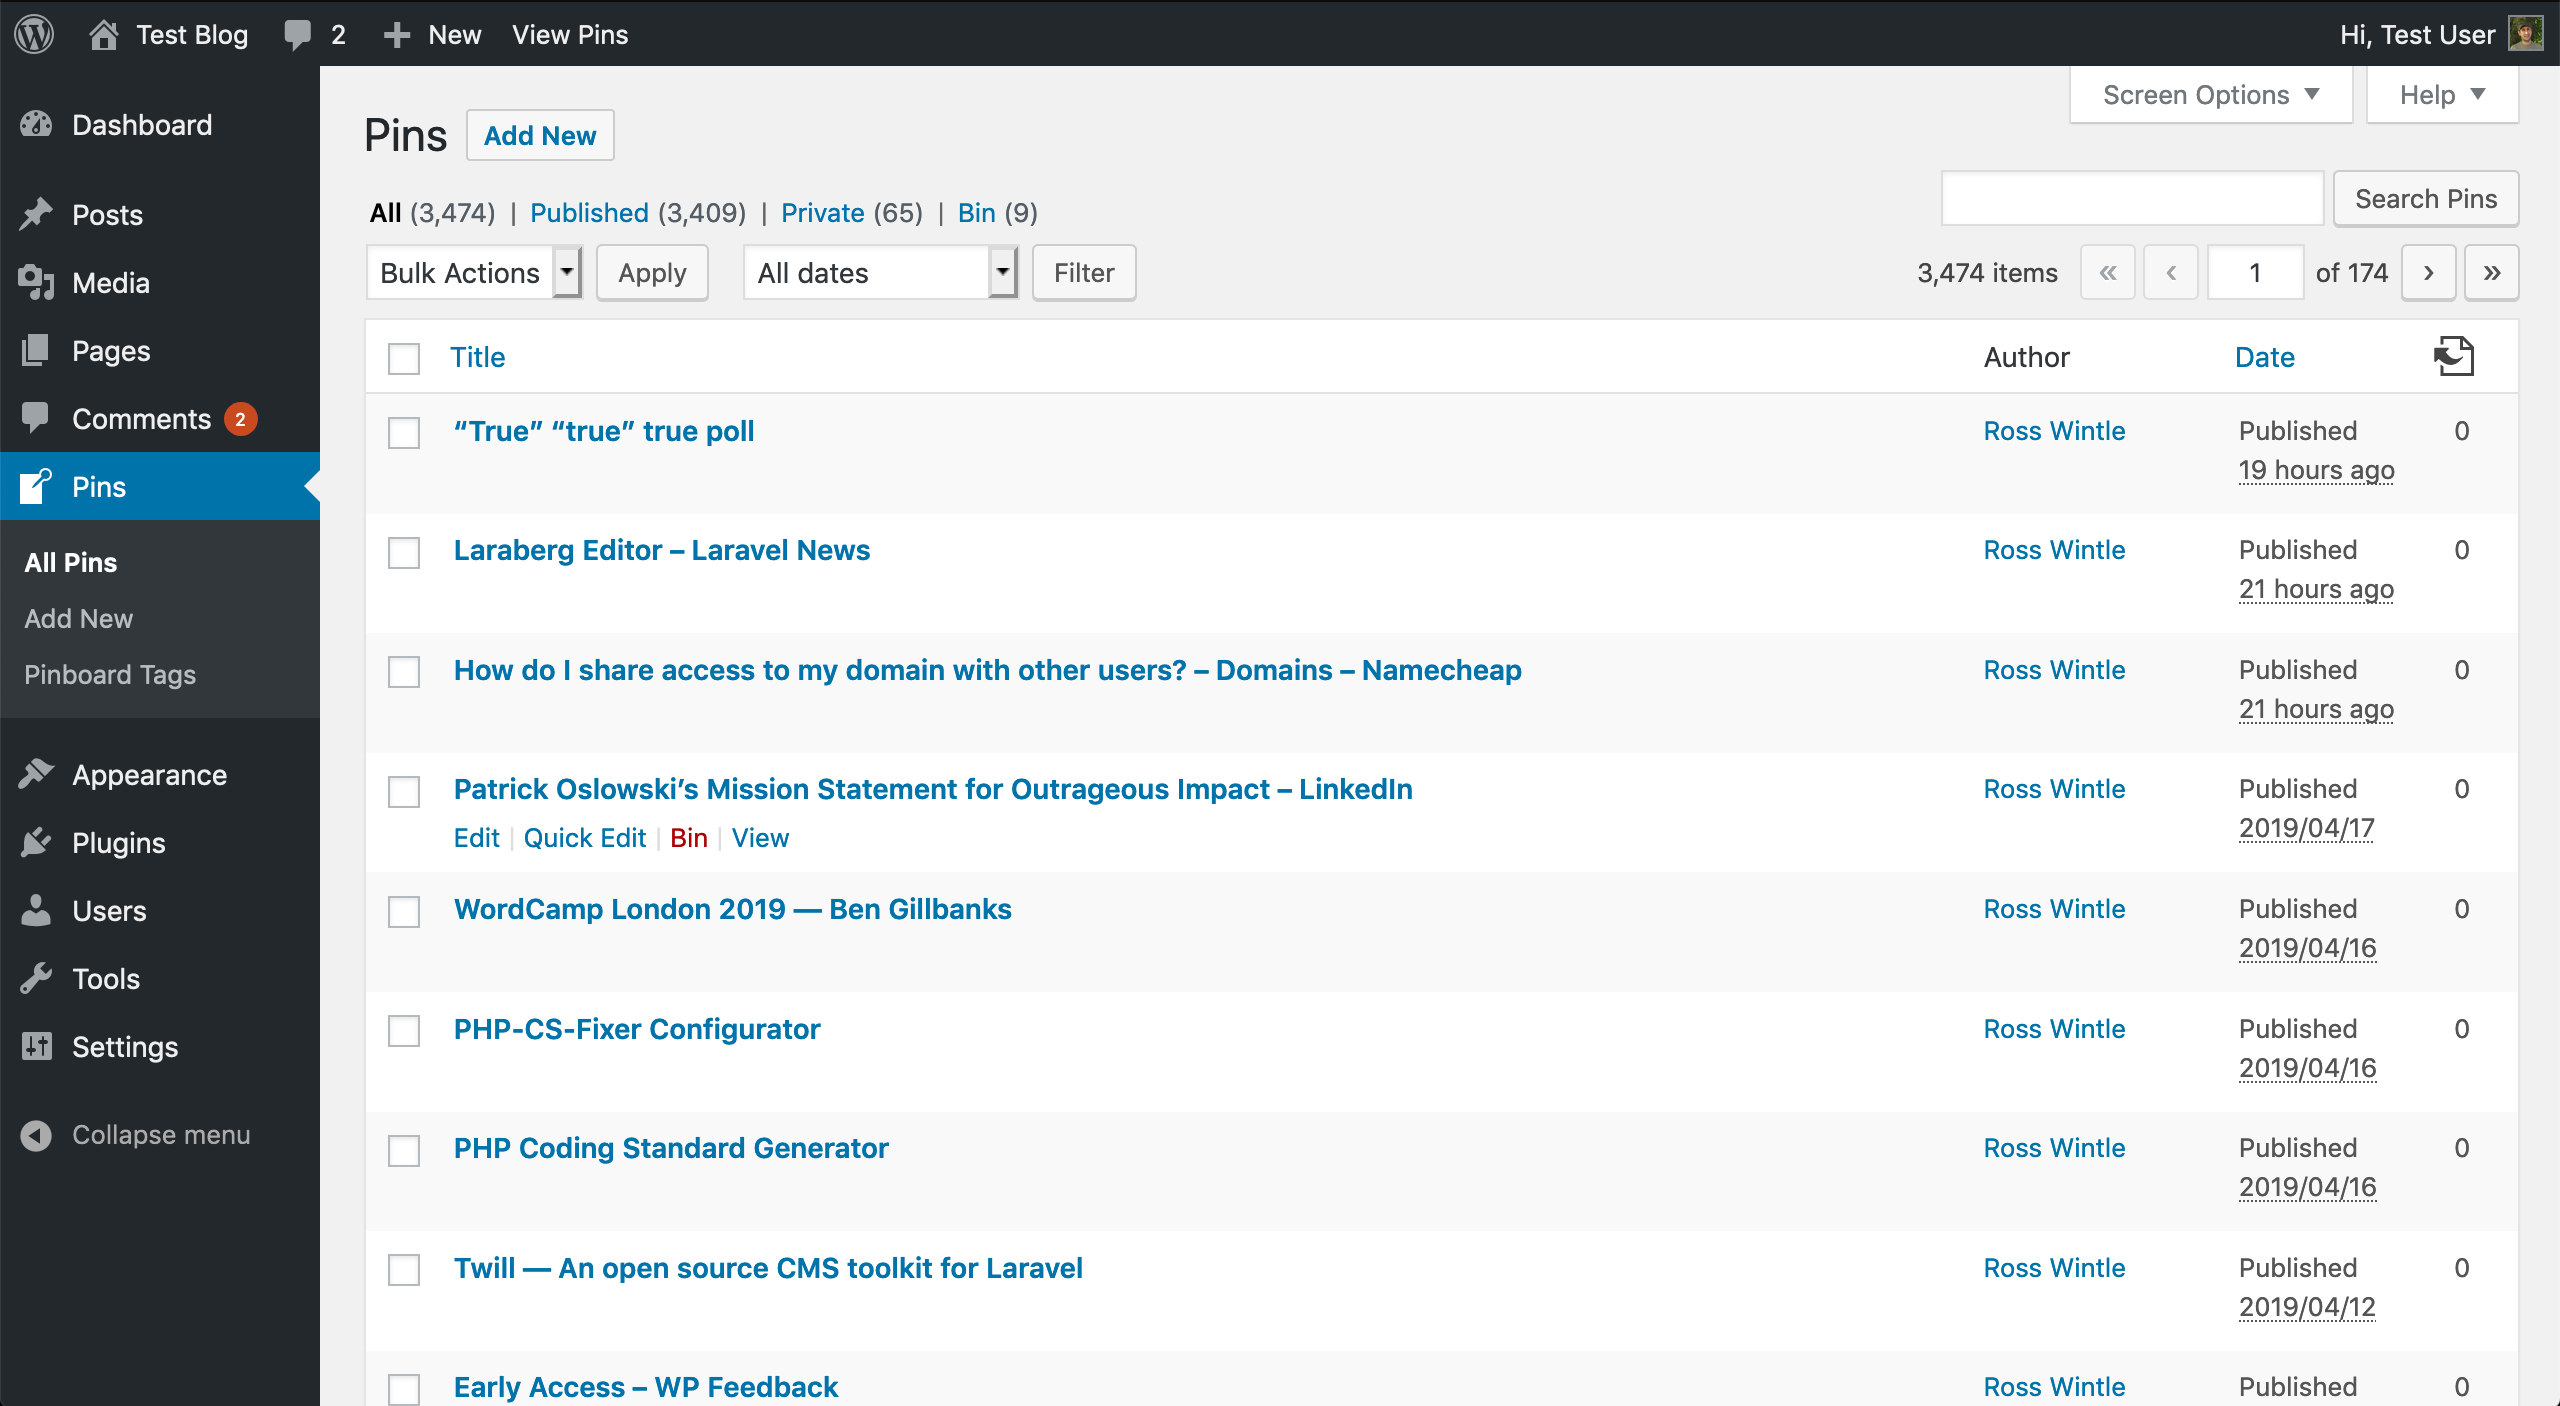 Test Blog 2 New View Pins Hi, Test User
Screen Options Help
Dashboard
Posts
Media
Pages
Comments 2
Pins
All Pins
Add New
Pinboard Tags
Appearance
Plugins
Users
Tools
Settings
Collapse menu
Pins Add New
All (3,474) | Published (3,409) | Private (65) | Bin (9)
Search Pins
Bulk Actions Apply All dates Filter
3,474 items « ‹ 1 of 174 › »
Title Author Date
“True” “true” true poll Ross Wintle Published 0
19 hours ago
Laraberg Editor – Laravel News Ross Wintle Published 0
21 hours ago
How do I share access to my domain with other users? – Domains – Namecheap Ross Wintle Published 0
21 hours ago
Patrick Oslowski’s Mission Statement for Outrageous Impact – LinkedIn Ross Wintle Published 0
Edit | Quick Edit | Bin | View 2019/04/17
WordCamp London 2019 — Ben Gillbanks Ross Wintle Published 0
2019/04/16
PHP-CS-Fixer Configurator Ross Wintle Published 0
2019/04/16
PHP Coding Standard Generator Ross Wintle Published 0
2019/04/16
Twill — An open source CMS toolkit for Laravel Ross Wintle Published 0
2019/04/12
Early Access – WP Feedback Ross Wintle Published 0